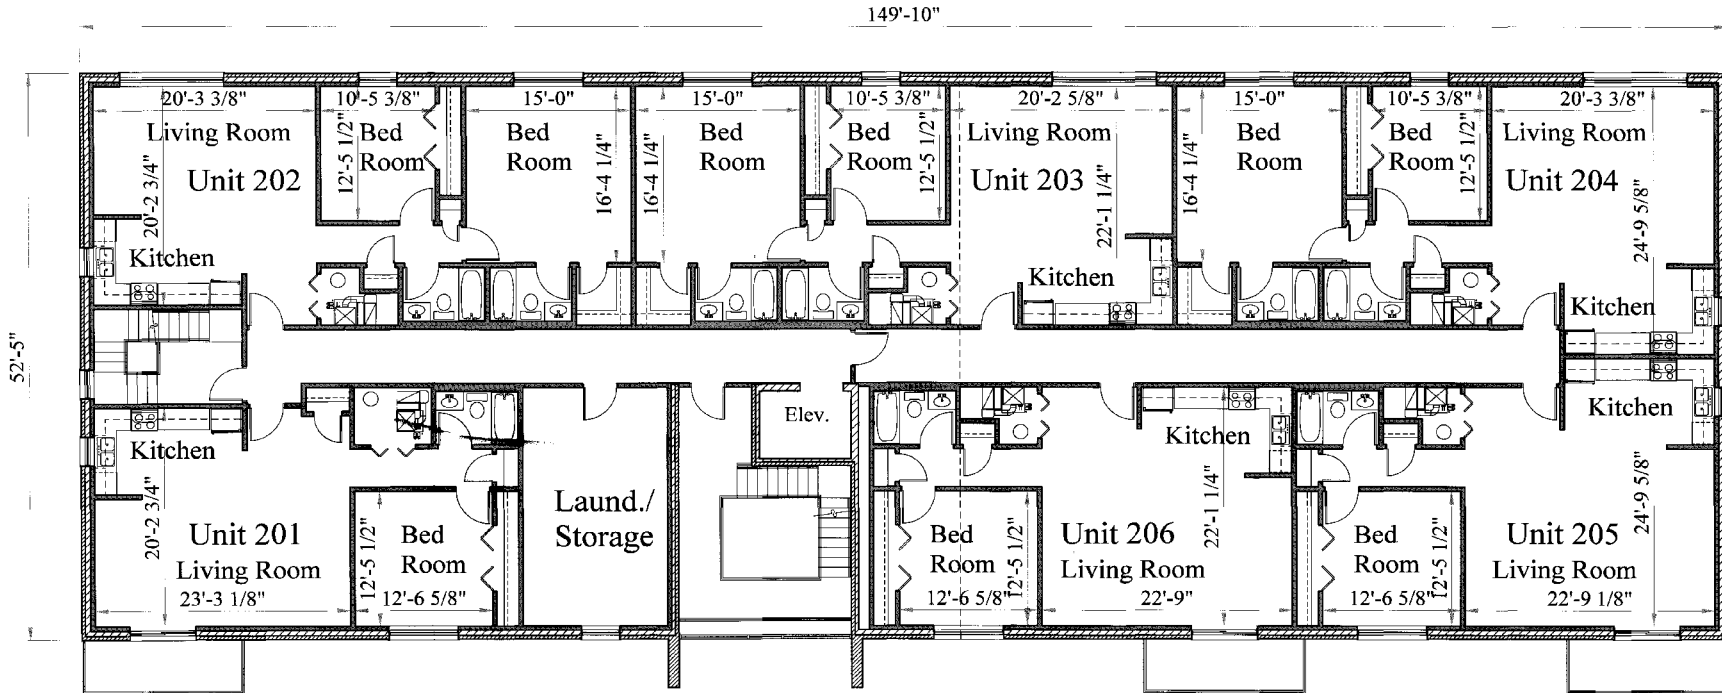 149'-10"
52'-5"
20'-3 3/8"
Living Room
Unit 202
20'-2 3/4"
Kitchen
10'-5 3/8"
12'-5 1/2"
Bed
Room
15'-0"
Bed
Room
16'-4 1/4"
15'-0"
16'-4 1/4"
Bed
Room
10'-5 3/8"
Bed
Room
12'-5 1/2"
20'-2 5/8"
Living Room
Unit 203
22'-1 1/4"
Kitchen
15'-0"
16'-4 1/4"
Bed
Room
10'-5 3/8"
Bed
Room
12'-5 1/2"
20'-3 3/8"
Living Room
Unit 204
24'-9 5/8"
Kitchen
Kitchen
20'-2 3/4"
Unit 201
Living Room
23'-3 1/8"
12'-5 1/2"
Bed
Room
12'-6 5/8"
Laund./
Storage
Elev.
Bed
Room
12'-5 1/2"
12'-6 5/8"
Kitchen
22'-1 1/4"
Unit 206
Living Room
22'-9"
Bed
Room
12'-5 1/2"
12'-6 5/8"
Kitchen
24'-9 5/8"
Unit 205
Living Room
22'-9 1/8"